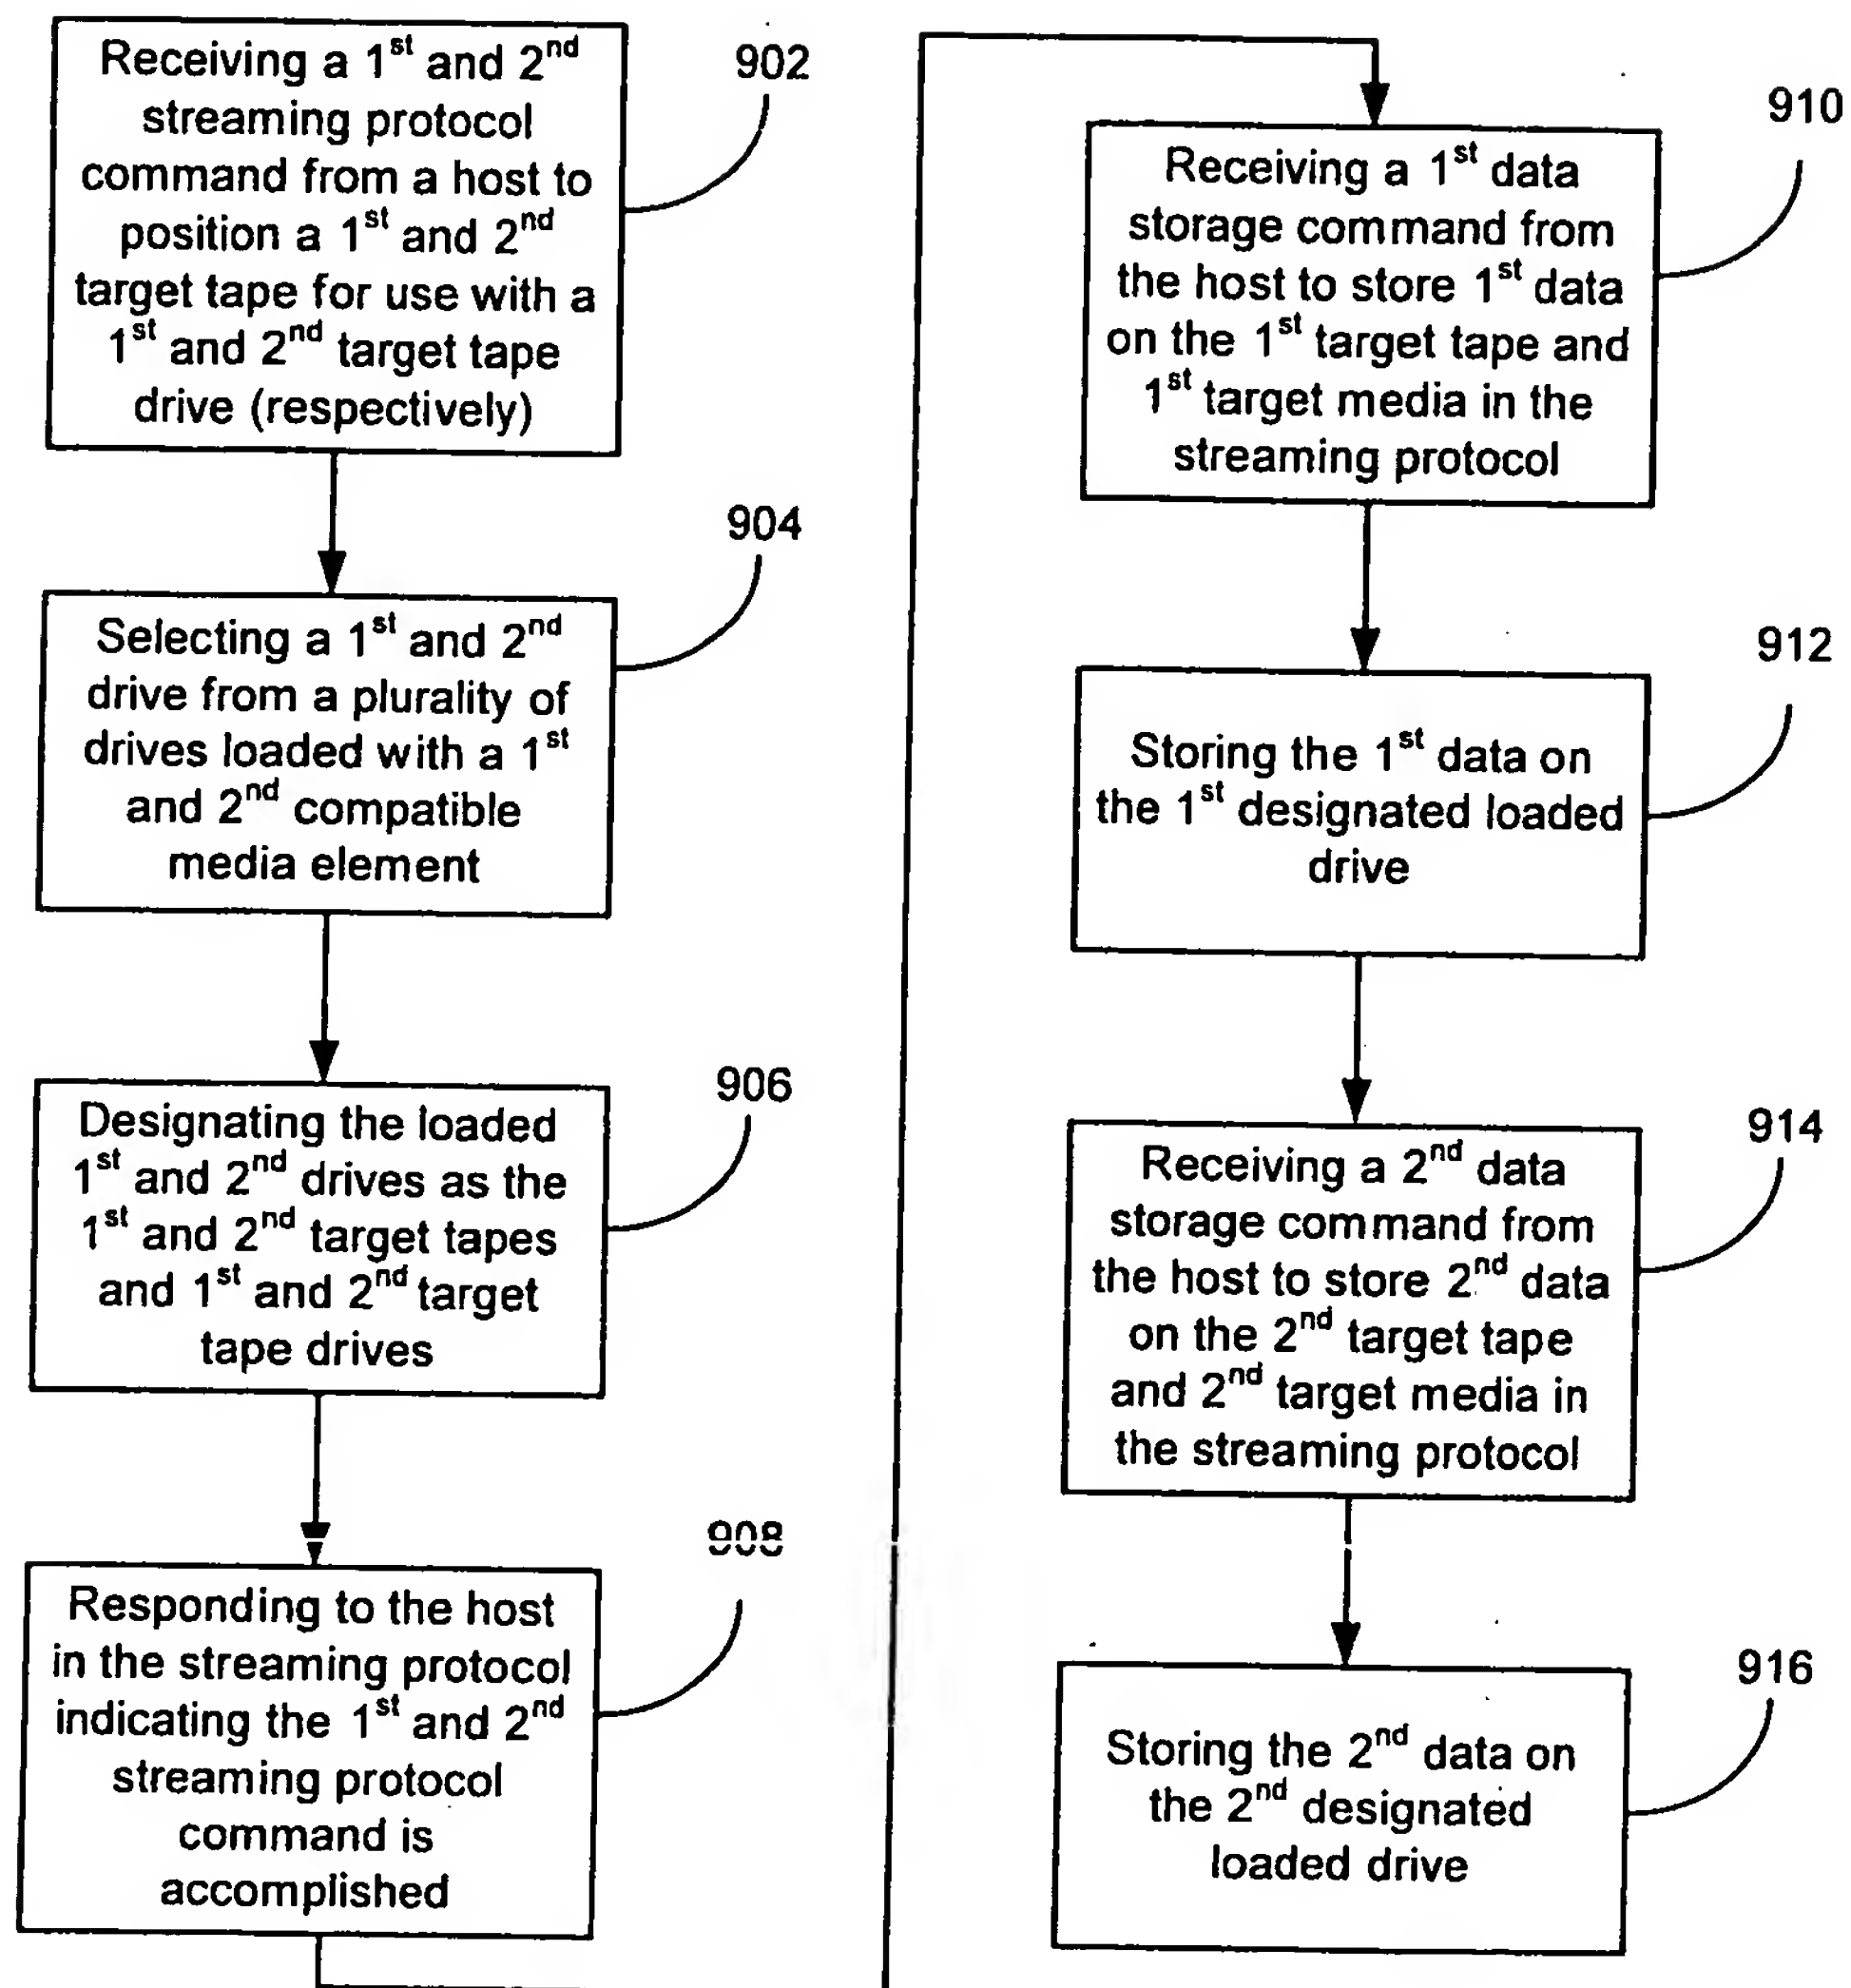 Receiving a 1st and 2nd
streaming protocol
command from a host to
position a 1st and 2nd
target tape for use with a
1st and 2nd target tape
drive (respectively)
902
Selecting a 1st and 2nd
drive from a plurality of
drives loaded with a 1st
and 2nd compatible
media element
904
Designating the loaded
1st and 2nd drives as the
1st and 2nd target tapes
and 1st and 2nd target
tape drives
906
Responding to the host
in the streaming protocol
indicating the 1st and 2nd
streaming protocol
command is
accomplished
908
Receiving a 1st data
storage command from
the host to store 1st data
on the 1st target tape and
1st target media in the
streaming protocol
910
Storing the 1st data on
the 1st designated loaded
drive
912
Receiving a 2nd data
storage command from
the host to store 2nd data
on the 2nd target tape
and 2nd target media in
the streaming protocol
914
Storing the 2nd data on
the 2nd designated
loaded drive
916